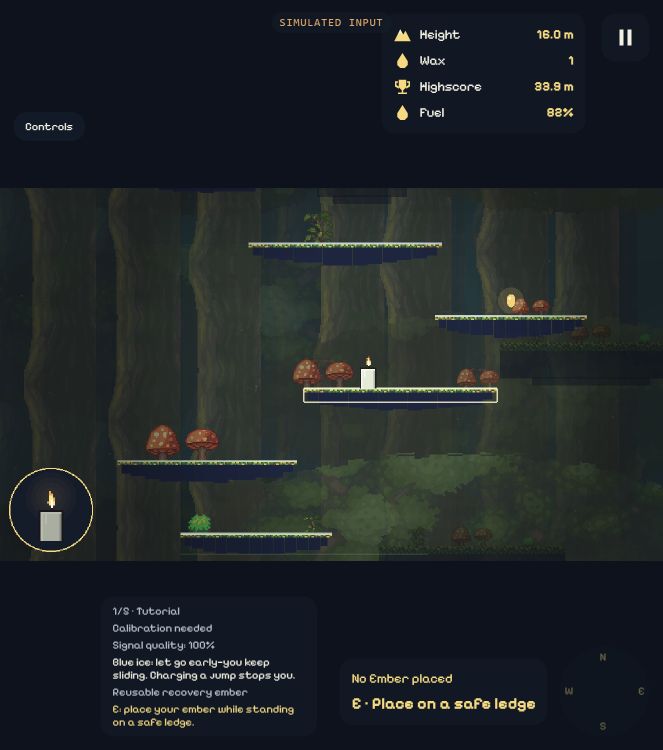 SIMULATED INPUT
Height 16.0 m
Wax 1
Highscore 33.9 m
Fuel 82%
Controls
1/S · Tutorial
Calibration needed
Signal quality: 100%
Blue ice: let go early-you keep
sliding. Charging a jump stops you.
Reusable recovery ember
E: place your ember while standing
on a safe ledge.
No Ember placed
E · Place on a safe ledge
N
W E
S